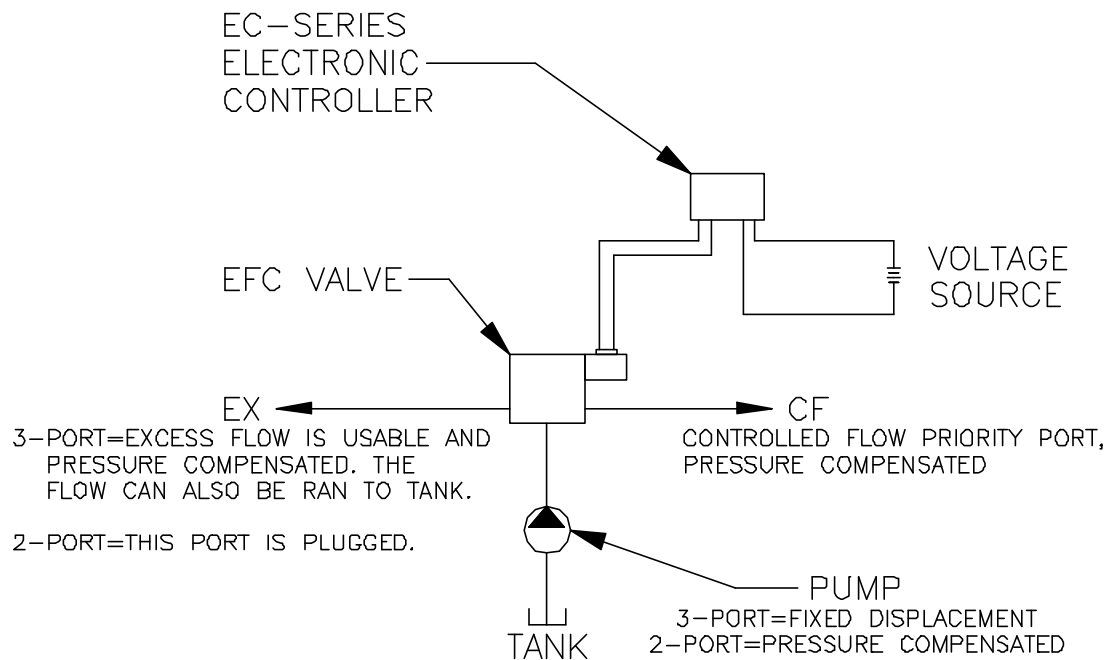 EC-SERIES
ELECTRONIC
CONTROLLER
EFC VALVE
VOLTAGE
SOURCE
EX
3-PORT=EXCESS FLOW IS USABLE AND
PRESSURE COMPENSATED. THE
FLOW CAN ALSO BE RAN TO TANK.
2-PORT=THIS PORT IS PLUGGED.
CF
CONTROLLED FLOW PRIORITY PORT,
PRESSURE COMPENSATED
PUMP
3-PORT=FIXED DISPLACEMENT
2-PORT=PRESSURE COMPENSATED
TANK